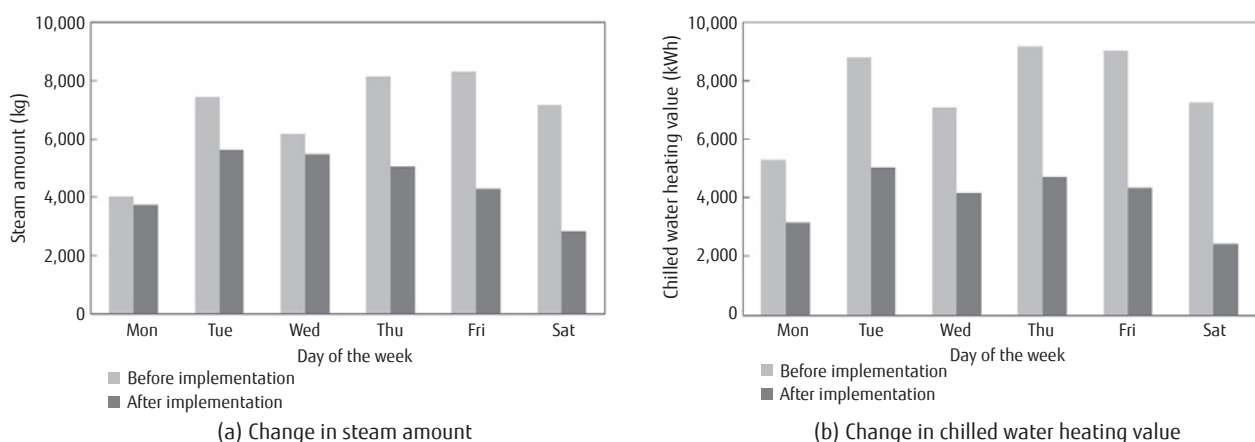 10,000
8,000
6,000
4,000
2,000
0
Steam amount (kg)
Mon Tue Wed Thu Fri Sat
Day of the week
Before implementation
After implementation
(a) Change in steam amount
10,000
8,000
6,000
4,000
2,000
0
Chilled water heating value (kWh)
Mon Tue Wed Thu Fri Sat
Day of the week
Before implementation
After implementation
(b) Change in chilled water heating value